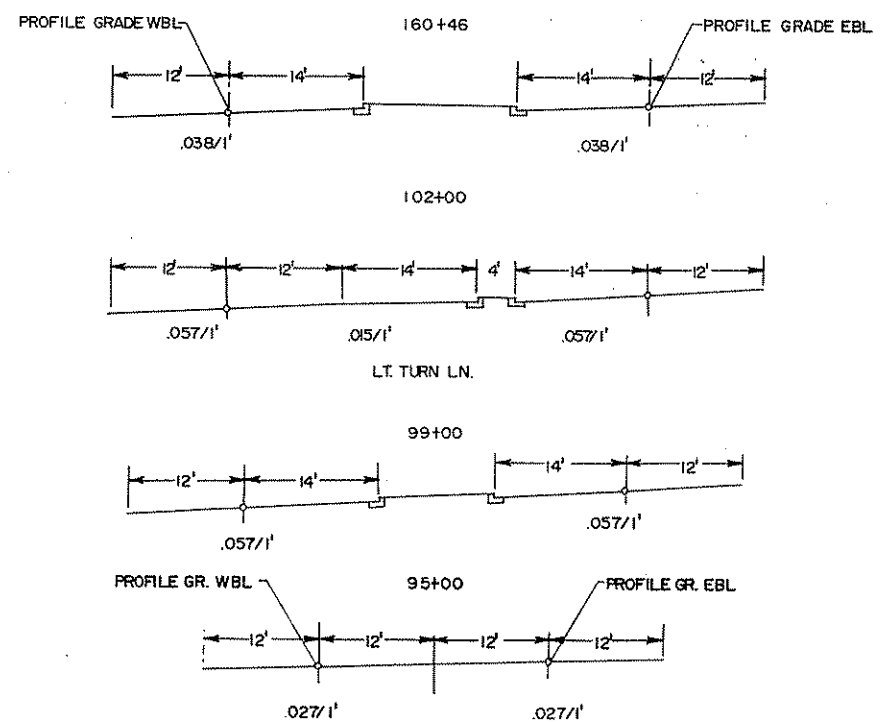 PROFILE GRADE WBL
160+46
PROFILE GRADE EBL
12' 14' 14' 12'
.038/1' .038/1'
102+00
12' 12' 14' 4' 14' 12'
.057/1' .015/1' .057/1'
LT. TURN LN.
99+00
12' 14' 14' 12'
.057/1' .057/1'
PROFILE GR. WBL
95+00
PROFILE GR. EBL
12' 12' 12' 12'
.027/1' .027/1'